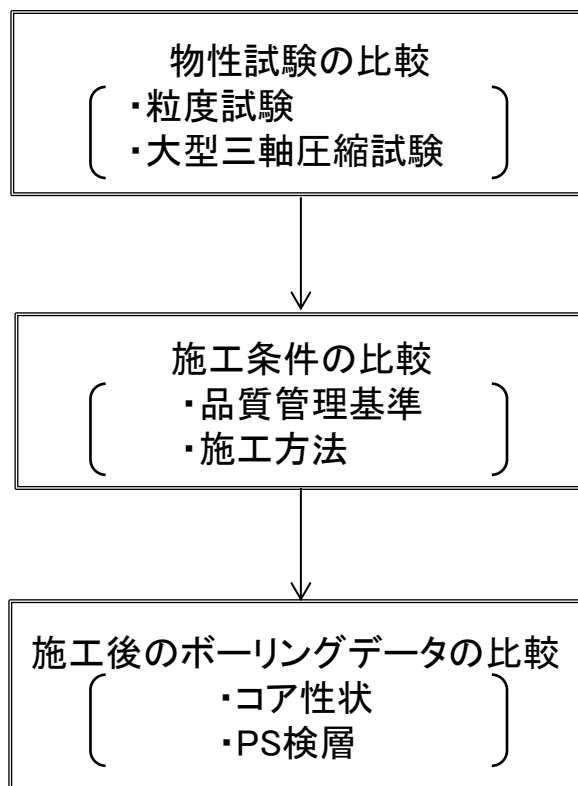 物性試験の比較
・粒度試験
・大型三軸圧縮試験
施工条件の比較
・品質管理基準
・施工方法
施工後のボーリングデータの比較
・コア性状
・PS検層